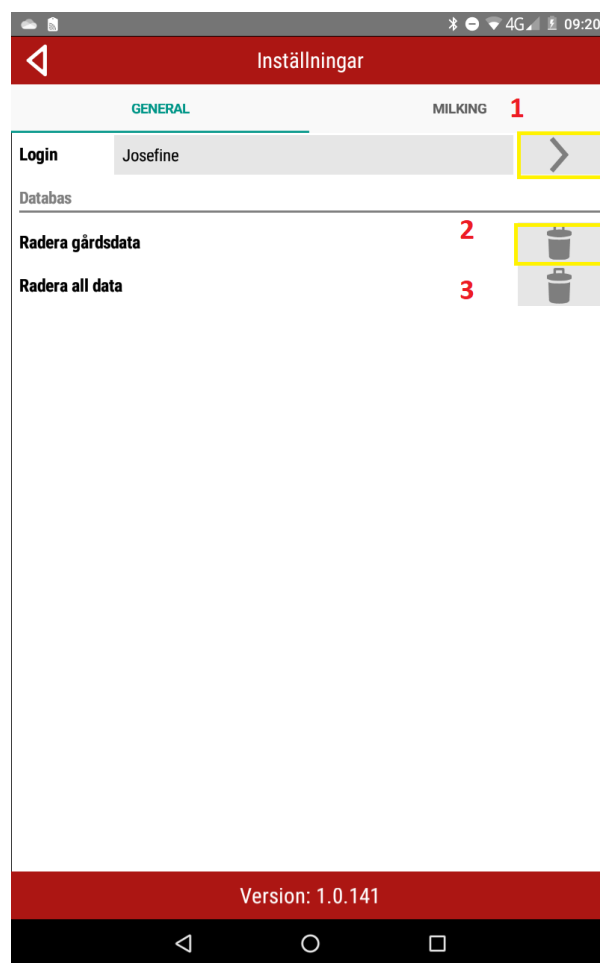 4G 09:20
Inställningar
GENERAL MILKING 1
Login Josefine
Databas
2
Radera gårdsdata
Radera all data 3
Version: 1.0.141